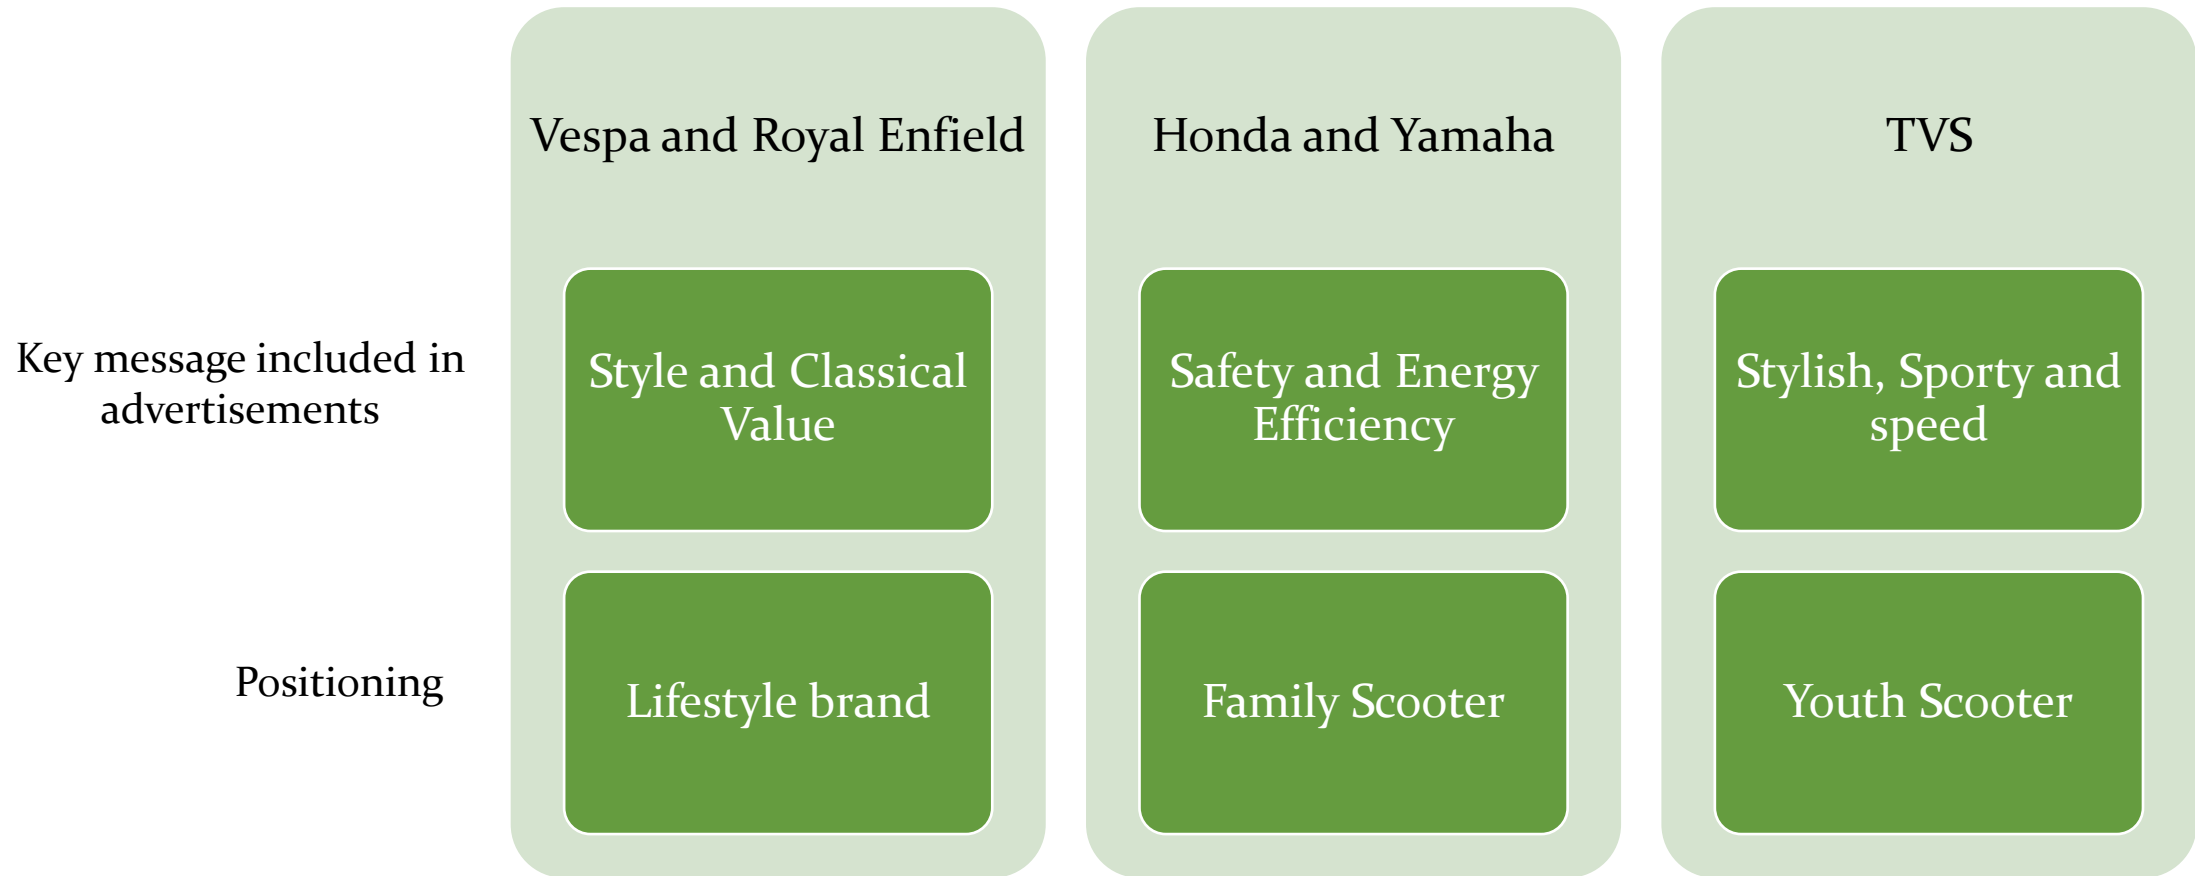 Vespa and Royal Enfield
Honda and Yamaha
TVS
Key message included in
advertisements
Style and Classical
Value
Safety and Energy
Efficiency
Stylish, Sporty and
speed
Positioning
Lifestyle brand
Family Scooter
Youth Scooter